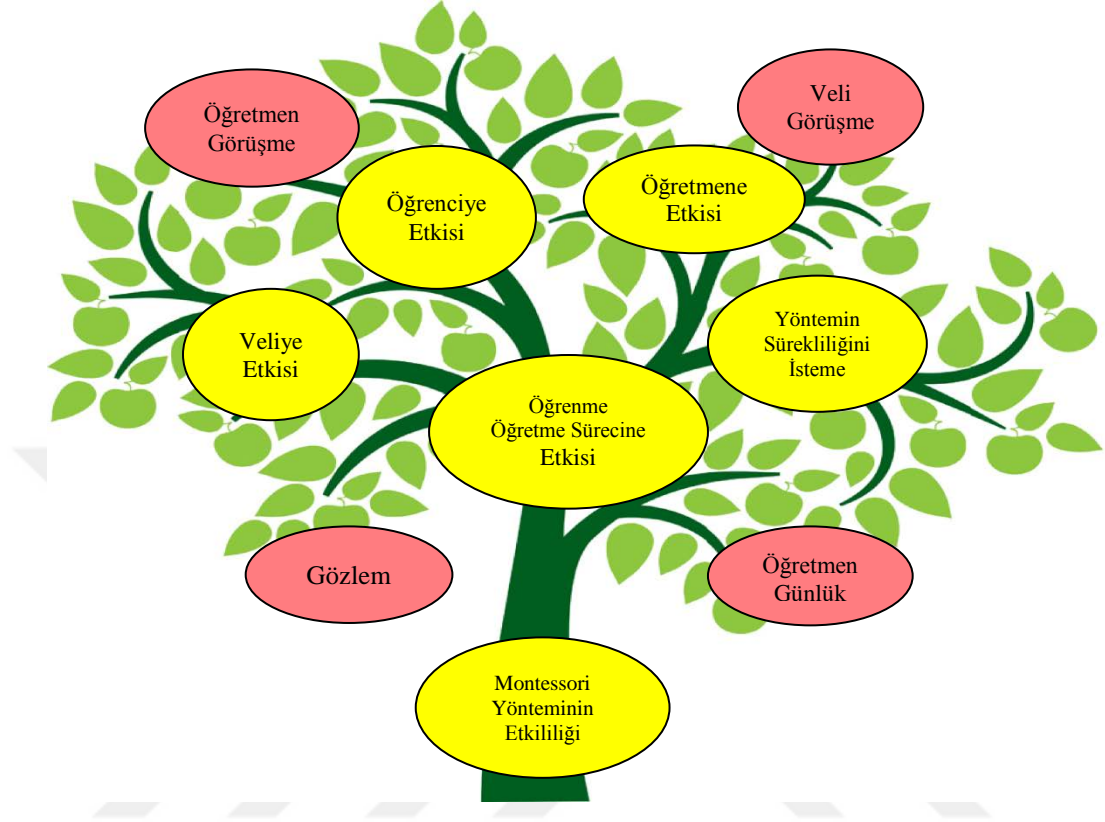 Öğretmen
Görüşme
Veli
Görüşme
Öğrenciye
Etkisi
Öğretmene
Etkisi
Veliye
Etkisi
Yöntemin
Sürekliliğini
İsteme
Öğrenme
Öğretme Sürecine
Etkisi
Gözlem
Öğretmen
Günlük
Montessori
Yönteminin
Etkililiği